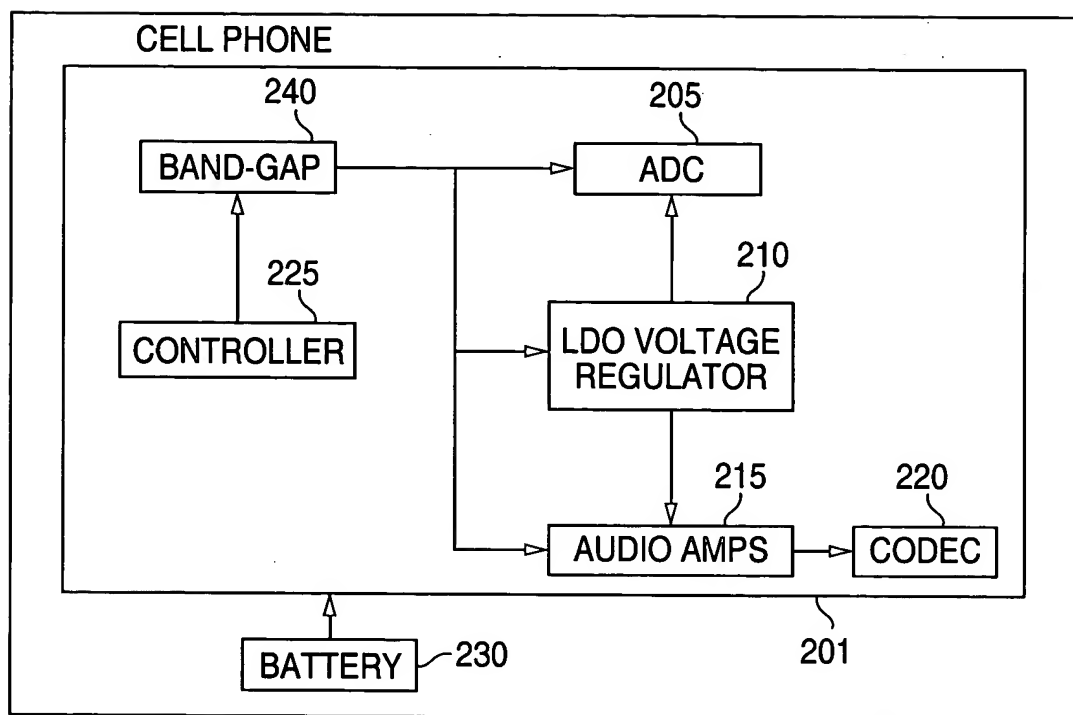 CELL PHONE
240
BAND-GAP
205
ADC
225
CONTROLLER
210
LDO VOLTAGE
REGULATOR
215
AUDIO AMPS
220
CODEC
201
BATTERY
230